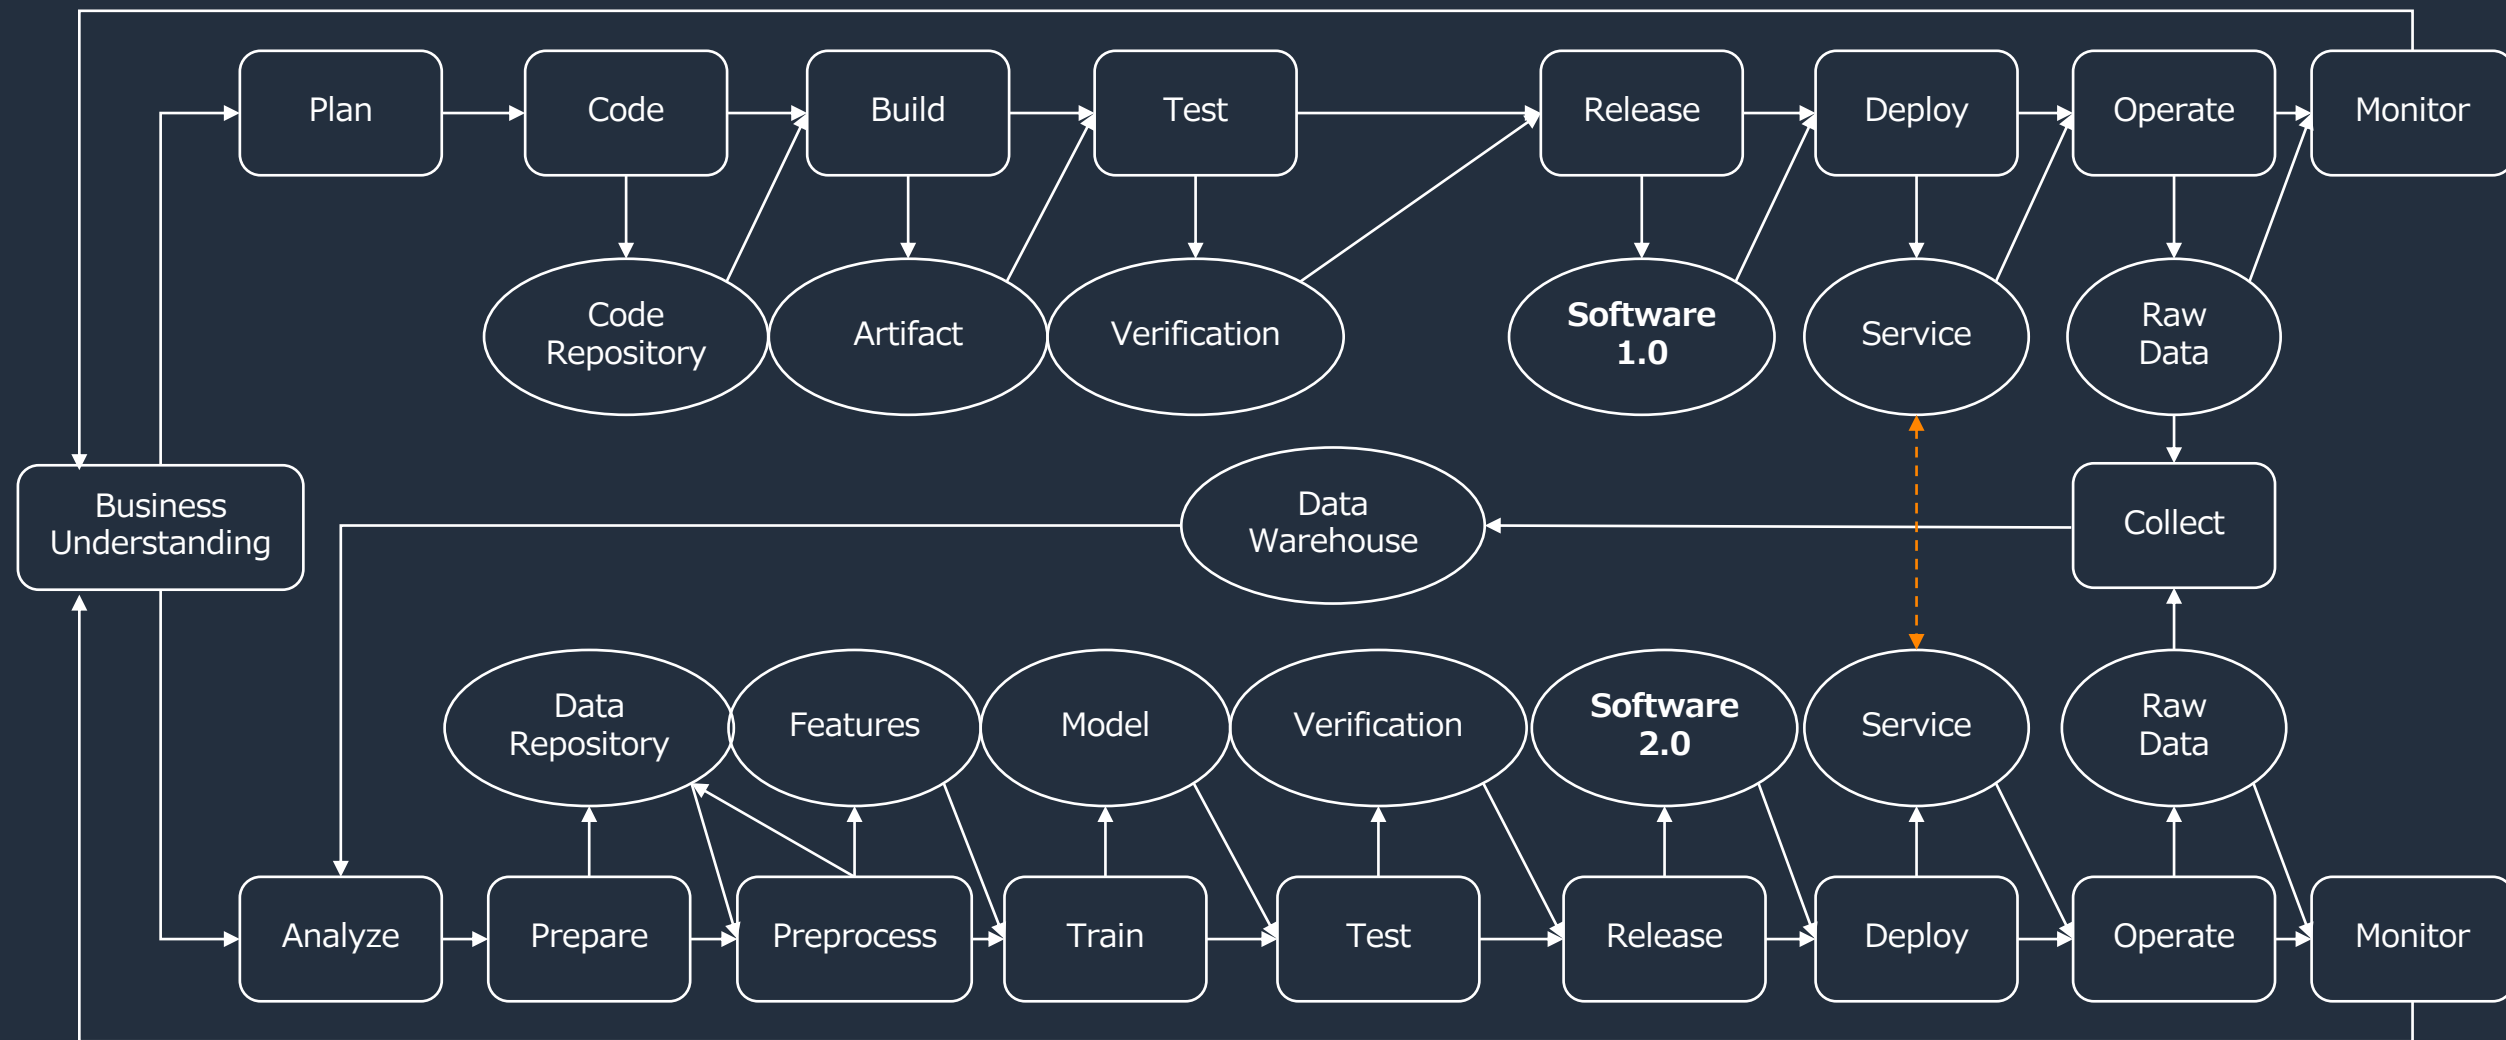 Plan
Code
Build
Test
Release
Deploy
Operate
Monitor
Code
Repository
Artifact
Verification
Software
1.0
Service
Raw
Data
Business
Understanding
Data
Warehouse
Collect
Data
Repository
Features
Model
Verification
Software
2.0
Service
Raw
Data
Analyze
Prepare
Preprocess
Train
Test
Release
Deploy
Operate
Monitor